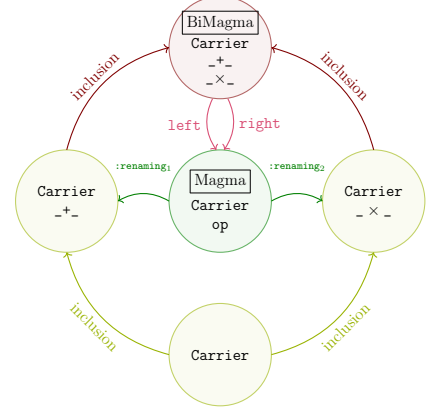 BiMagma
Carrier
_+_
_×_
inclusion
inclusion
left
right
:renaming₁
:renaming₂
Carrier
_+_
Magma
Carrier
op
Carrier
_ × _
inclusion
inclusion
Carrier